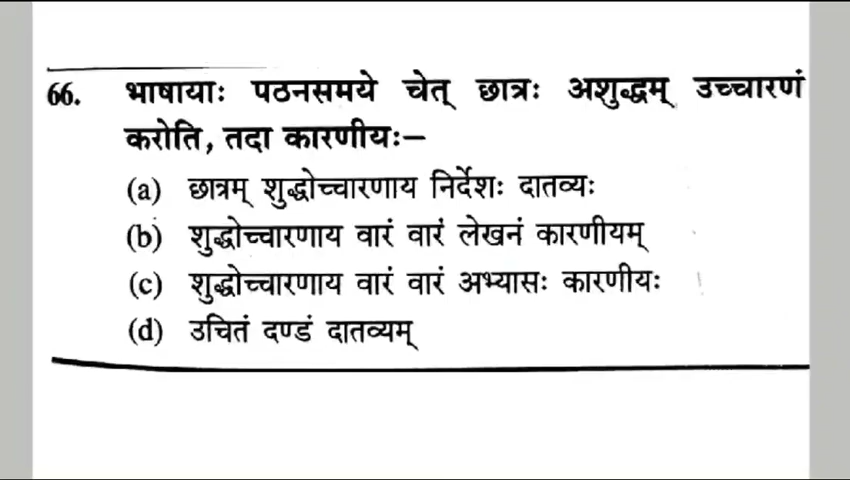 66. भाषायाः पठनसमये चेत् छात्रः अशुद्धम् उच्चारणं
करोति, तदा कारणीयः–
(a) छात्रम् शुद्धोच्चारणाय निर्देशः दातव्यः
(b) शुद्धोच्चारणाय वारं वारं लेखनं कारणीयम्
(c) शुद्धोच्चारणाय वारं वारं अभ्यासः कारणीयः
(d) उचितं दण्डं दातव्यम्